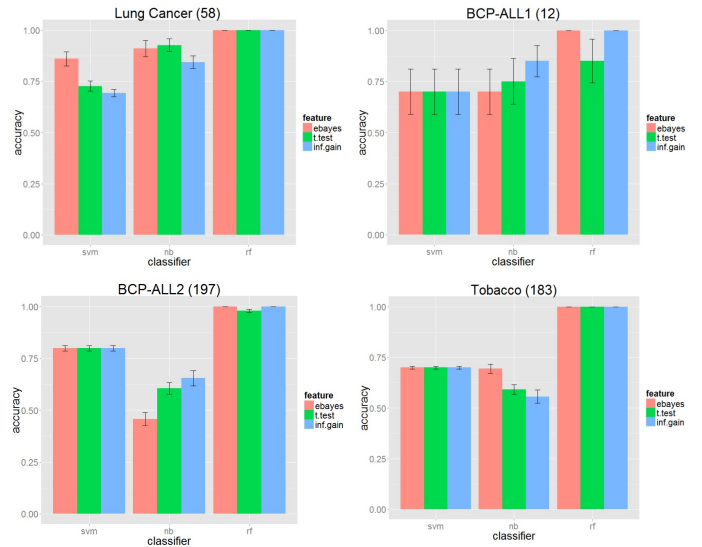 Lung Cancer (58)
1.00
0.75
0.50
0.25
0.00
accuracy
svm nb rf
classifier
feature
ebayes
t.test
inf.gain
BCP-ALL1 (12)
1.00
0.75
0.50
0.25
0.00
accuracy
svm nb rf
classifier
feature
ebayes
t.test
inf.gain
BCP-ALL2 (197)
1.00
0.75
0.50
0.25
0.00
accuracy
svm nb rf
classifier
feature
ebayes
t.test
inf.gain
Tobacco (183)
1.00
0.75
0.50
0.25
0.00
accuracy
svm nb rf
classifier
feature
ebayes
t.test
inf.gain